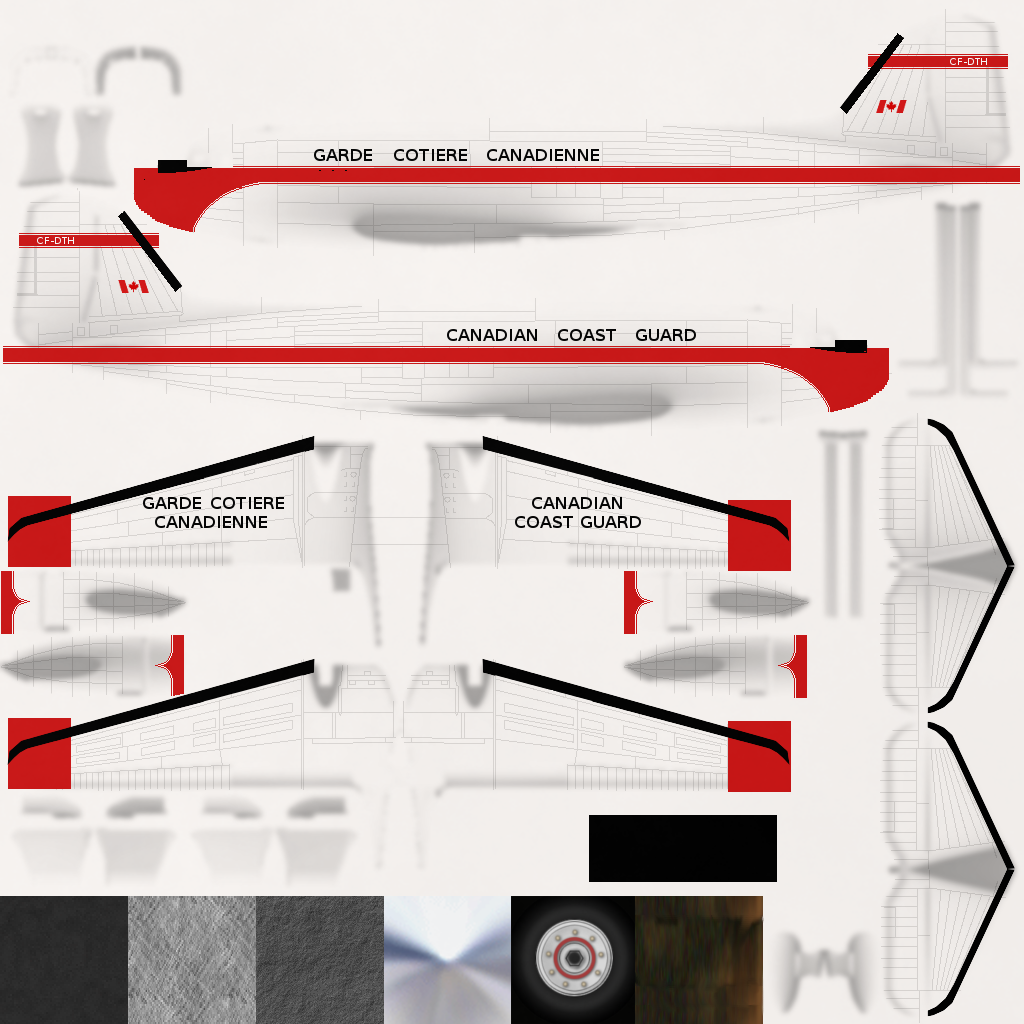 CF-DTH
GARDE COTIERE CANADIENNE
CF-DTH
CANADIAN COAST GUARD
GARDE COTIERE
CANADIENNE
CANADIAN
COAST GUARD